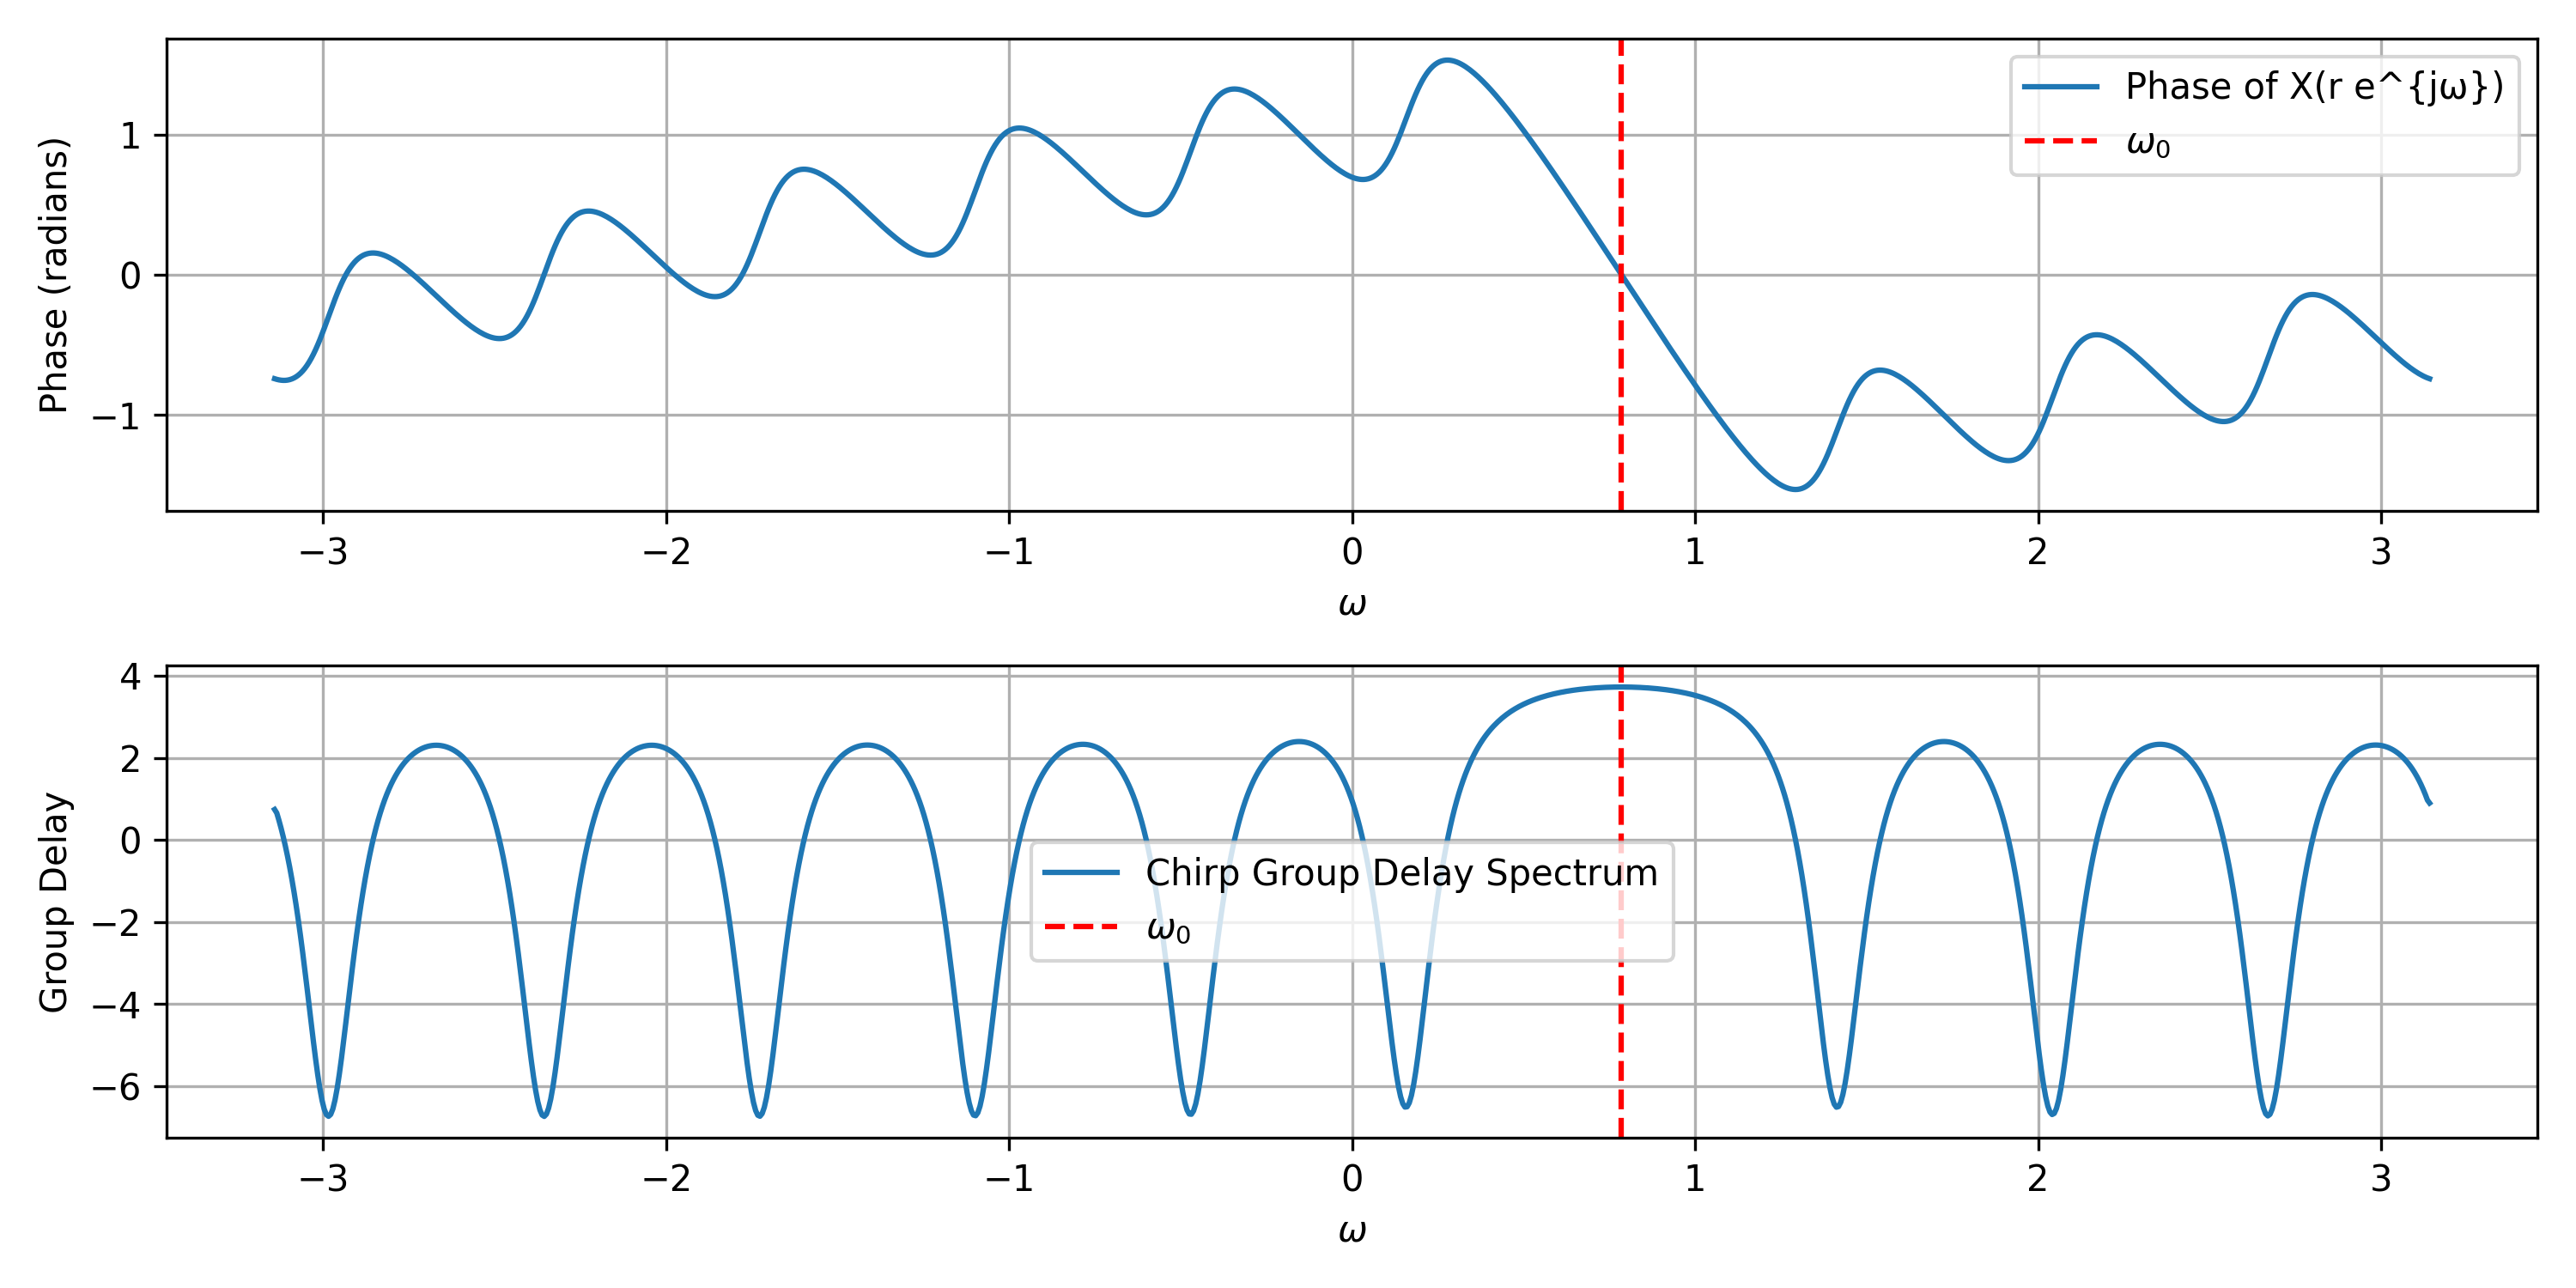 Phase (radians)
1
0
−1
Phase of X(r e^{jω})
ω₀
−3 −2 −1 0 1 2 3
ω
Group Delay
4
2
0
−2
−4
−6
Chirp Group Delay Spectrum
ω₀
−3 −2 −1 0 1 2 3
ω